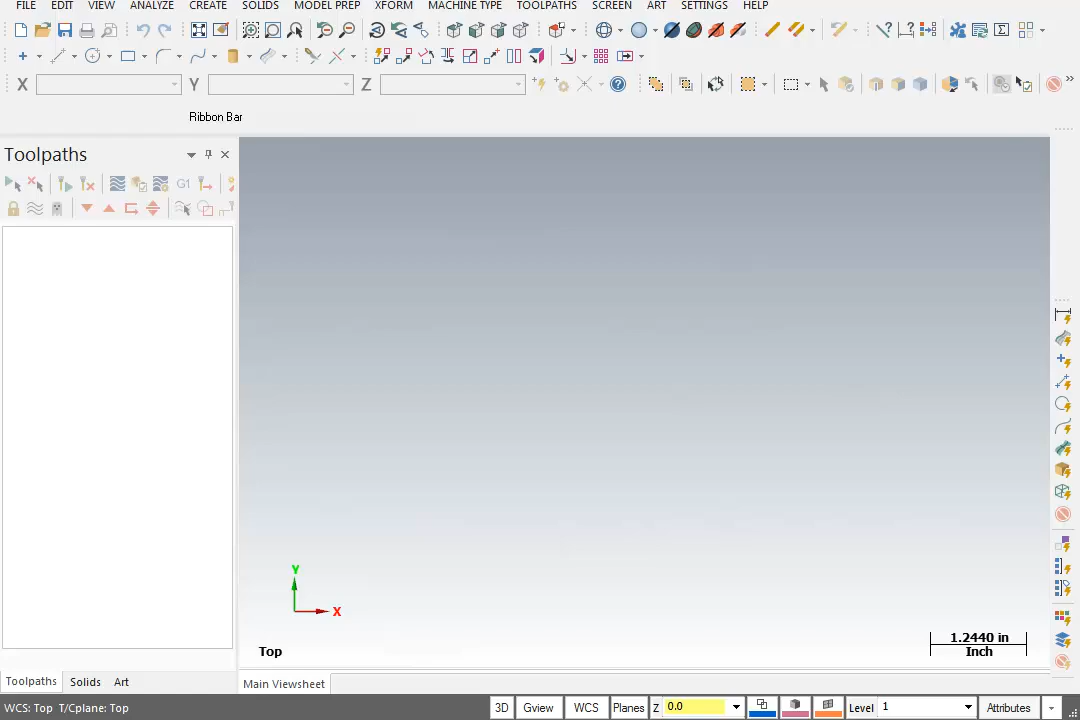 FILE EDIT VIEW ANALYZE CREATE SOLIDS MODEL PREP XFORM MACHINE TYPE TOOLPATHS SCREEN ART SETTINGS HELP
X Y Z
Ribbon Bar
Toolpaths
G1
Y
X
Top
1.2440 in
Inch
Toolpaths Solids Art
Main Viewsheet
WCS: Top T/Cplane: Top
3D Gview WCS Planes Z 0.0 Level 1 Attributes